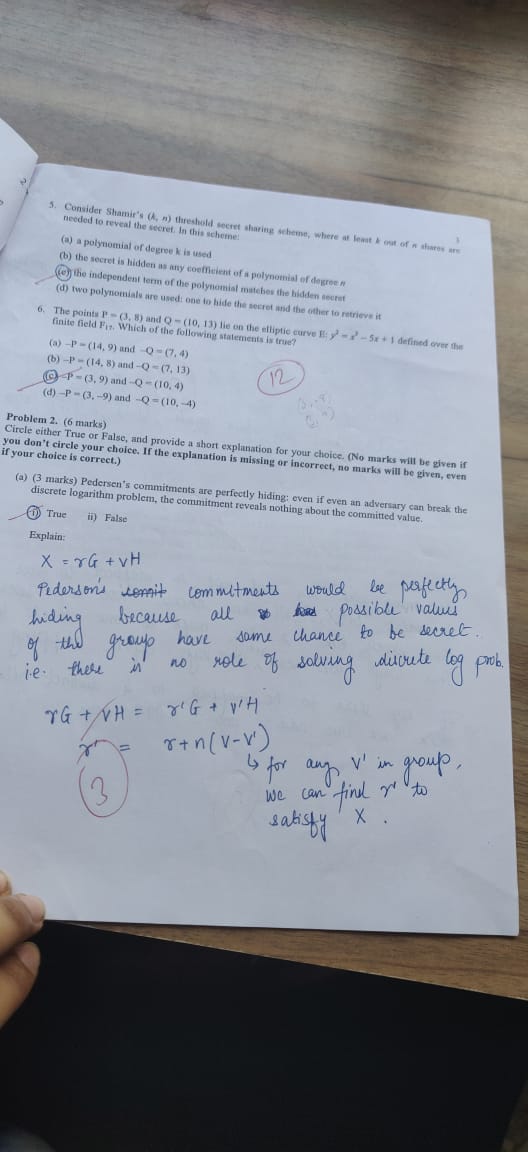 3
5. Consider Shamir's (k, n) threshold secret sharing scheme, where at least k out of n shares are
needed to reveal the secret. In this scheme:
(a) a polynomial of degree k is used
(b) the secret is hidden as any coefficient of a polynomial of degree n
(c) the independent term of the polynomial matches the hidden secret
(d) two polynomials are used: one to hide the secret and the other to retrieve it
6. The points P = (3, 8) and Q = (10, 13) lie on the elliptic curve E: y² = x³ − 5x + 1 defined over the
finite field F₁₇. Which of the following statements is true?
(a) −P = (14, 9) and −Q = (7, 4)
(b) −P = (14, 8) and −Q = (7, 13)
(c) −P = (3, 9) and −Q = (10, 4)
(d) −P = (3, −9) and −Q = (10, −4)
12
Problem 2. (6 marks)
Circle either True or False, and provide a short explanation for your choice. (No marks will be given if
you don't circle your choice. If the explanation is missing or incorrect, no marks will be given, even
if your choice is correct.)
(a) (3 marks) Pedersen's commitments are perfectly hiding: even if even an adversary can break the
discrete logarithm problem, the commitment reveals nothing about the committed value.
i) True ii) False
Explain:
X = rG + vH
Pederson's commit commitments would be perfectly
hiding because all possible values
of the group have same chance to be secret.
i.e. there is no role of solving discrete log prob.
rG + vH = r'G + v'H
r' = r + n(v - v')
↳ for any v' in group,
we can find r' to
satisfy X.
3